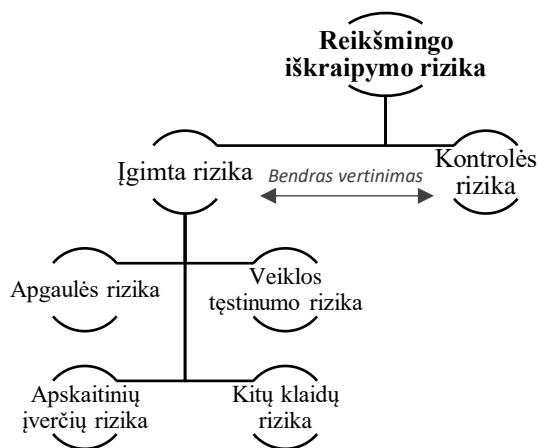 Reikšmingo
iškraipymo rizika
Įgimta rizika
Bendras vertinimas
Kontrolės
rizika
Apgaulės rizika
Veiklos
tęstinumo rizika
Apskaitinių
įverčių rizika
Kitų klaidų
rizika